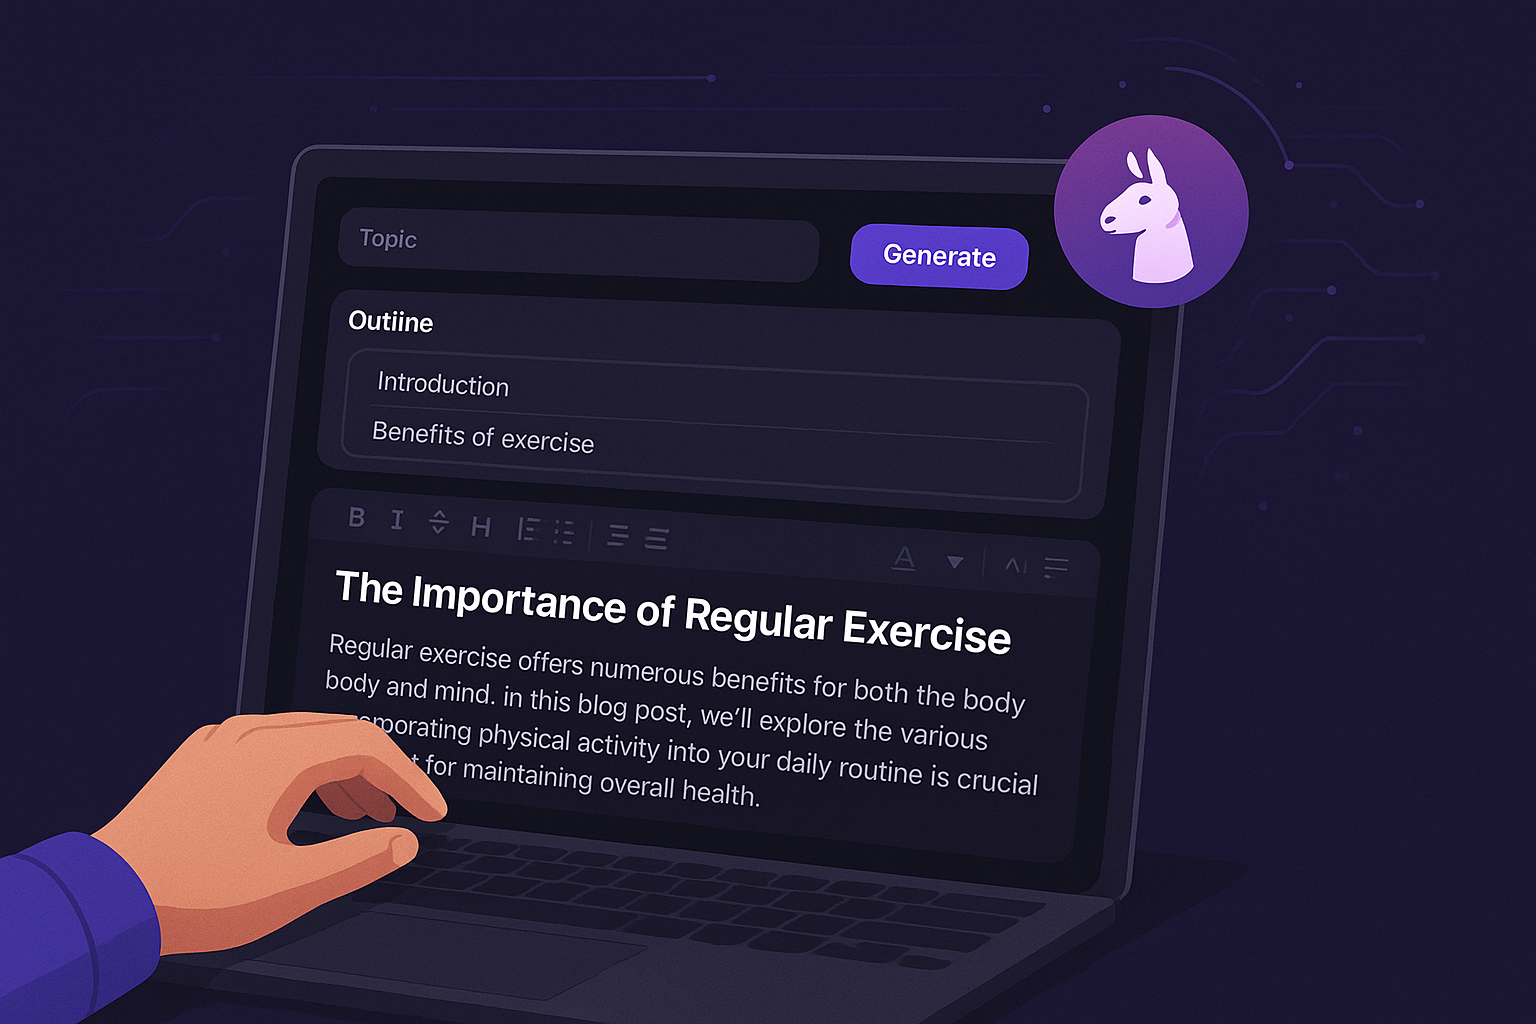 Topic
Generate
Outiine
Introduction
Benefits of exercise
B I H
A
The Importance of Regular Exercise
Regular exercise offers numerous benefits for both the body
body and mind. in this blog post, we’ll explore the various
porating physical activity into your daily routine is crucial
t for maintaining overall health.